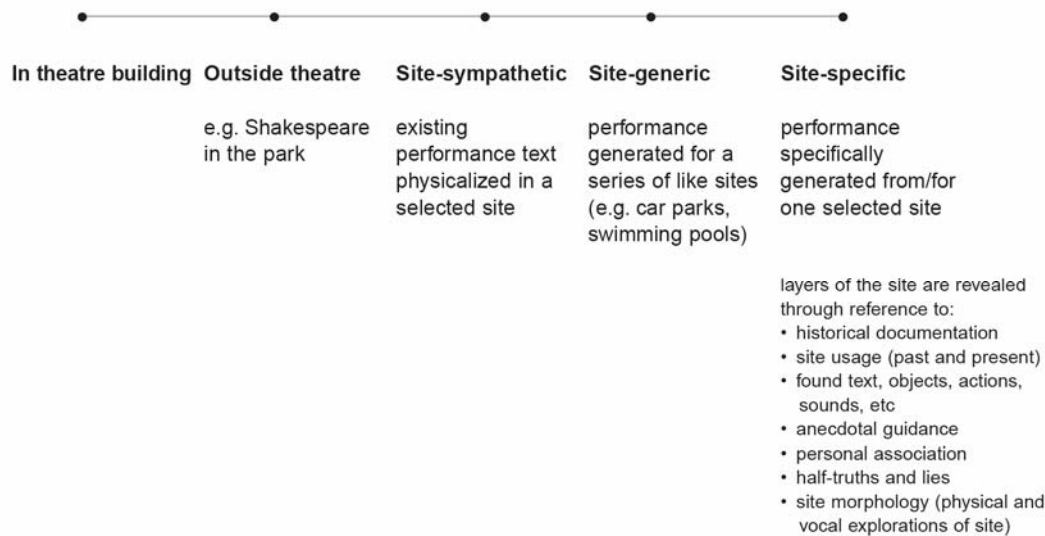 In theatre building
Outside theatre
e.g. Shakespeare
in the park
Site-sympathetic
existing
performance text
physicalized in a
selected site
Site-generic
performance
generated for a
series of like sites
(e.g. car parks,
swimming pools)
Site-specific
performance
specifically
generated from/for
one selected site
layers of the site are revealed
through reference to:
• historical documentation
• site usage (past and present)
• found text, objects, actions,
sounds, etc
• anecdotal guidance
• personal association
• half-truths and lies
• site morphology (physical and
vocal explorations of site)